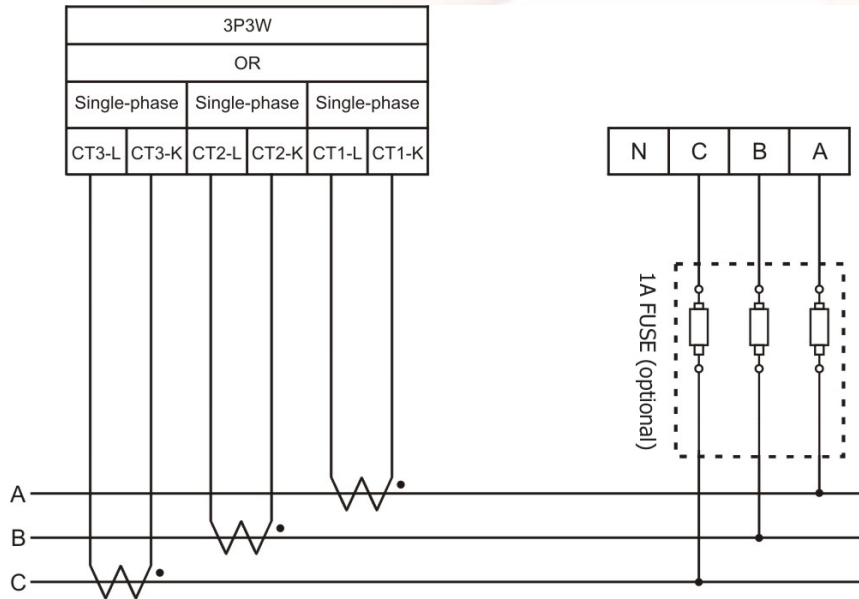 3P3W
OR
Single-phase Single-phase Single-phase
CT3-L CT3-K CT2-L CT2-K CT1-L CT1-K
N C B A
1A FUSE (optional)
A
B
C